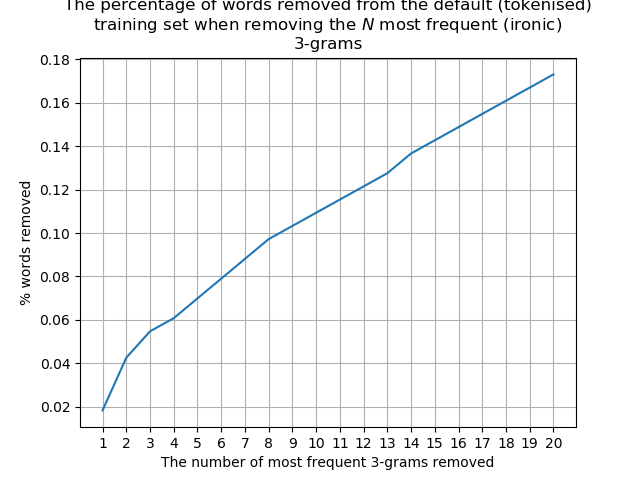 The percentage of words removed from the default (tokenised)
training set when removing the N most frequent (ironic)
3-grams
0.18
0.16
0.14
0.12
0.10
0.08
0.06
0.04
0.02
% words removed
1 2 3 4 5 6 7 8 9 10 11 12 13 14 15 16 17 18 19 20
The number of most frequent 3-grams removed